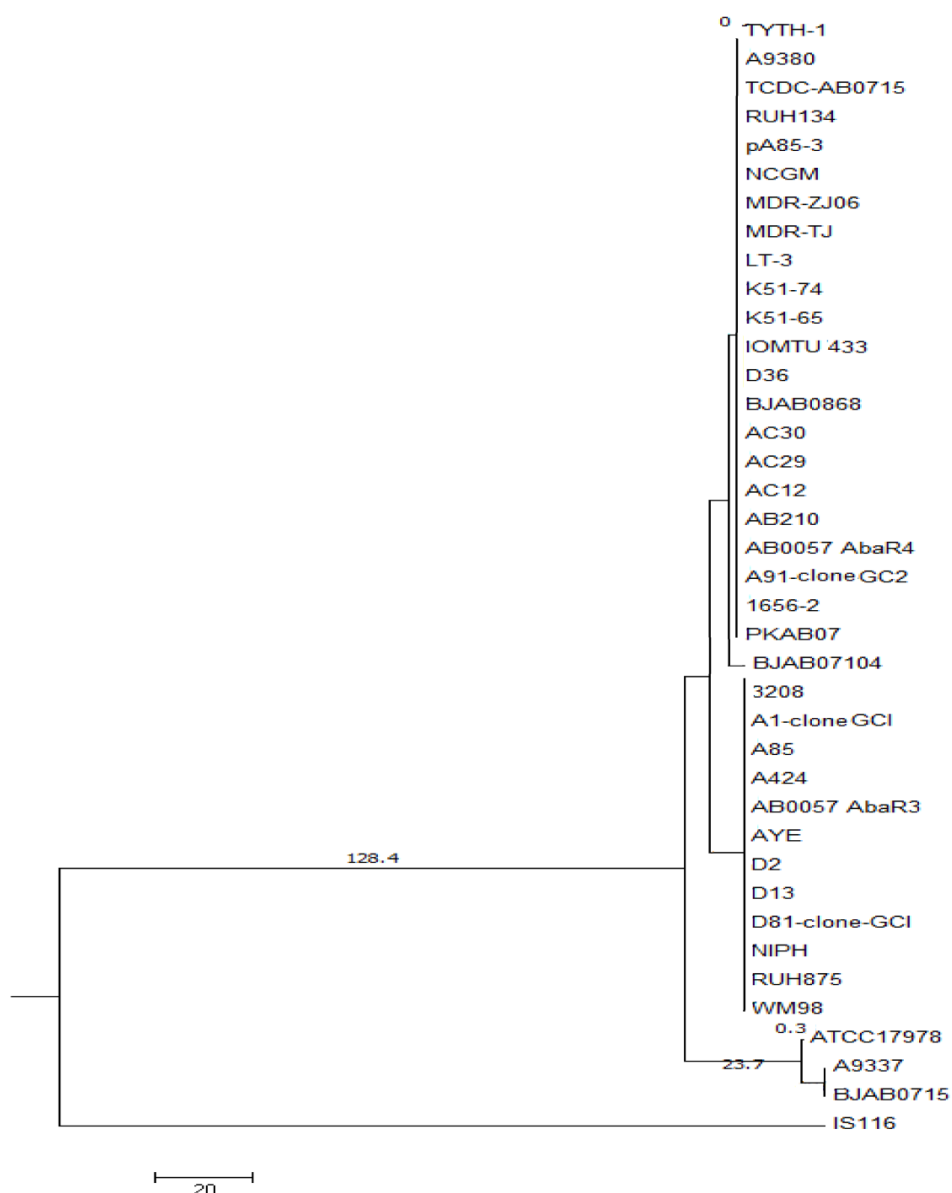 0 TYTH-1
A9380
TCDC-AB0715
RUH134
pA85-3
NCGM
MDR-ZJ06
MDR-TJ
LT-3
K51-74
K51-65
IOMTU 433
D36
BJAB0868
AC30
AC29
AC12
AB210
AB0057 AbaR4
A91-clone GC2
1656-2
PKAB07
BJAB07104
3208
A1-clone GCI
A85
A424
AB0057 AbaR3
AYE
128.4
D2
D13
D81-clone-GCI
NIPH
RUH875
WM98
0.3
ATCC17978
23.7
A9337
BJAB0715
IS116
20